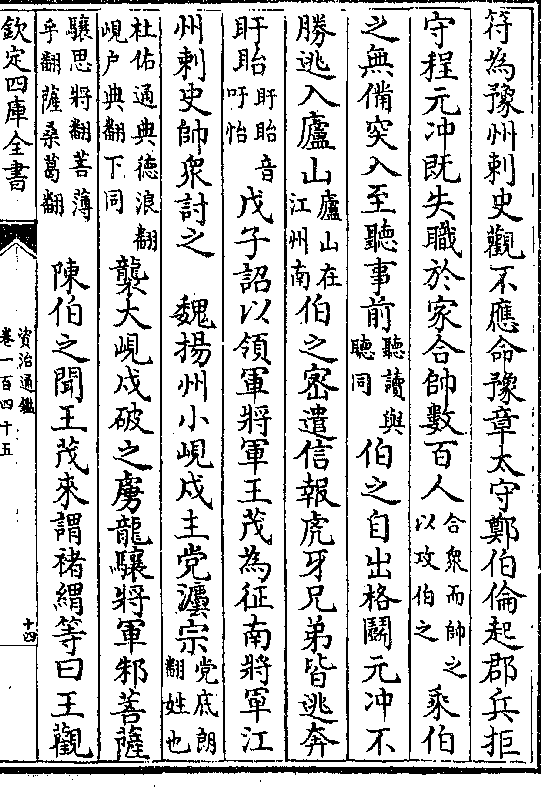 符為豫州刺史觀不應命豫章太守鄭伯倫起郡兵拒
守程元冲既失職於家合帥數百人合衆而帥之以攻伯之乘伯
之無備突入至聽事前聽讀與聽同伯之自出格鬭元冲不
勝逃入廬山廬山在江州南伯之密遣信報虎牙兄弟皆逃奔
盱眙盱眙音吁怡戊子詔以領軍將軍王茂為征南將軍江
州刺史帥衆討之　魏揚州小峴戍主党灋宗党底朗翻姓也
杜佑通典德浪翻峴户典翻下同襲大峴戍破之虜龍驤將軍邾菩薩
驤思將翻菩薄乎翻薩桑葛翻　陳伯之聞王茂來謂褚緭等曰王觀
欽定四庫全書
資治通鑑
卷一百四十五
十四